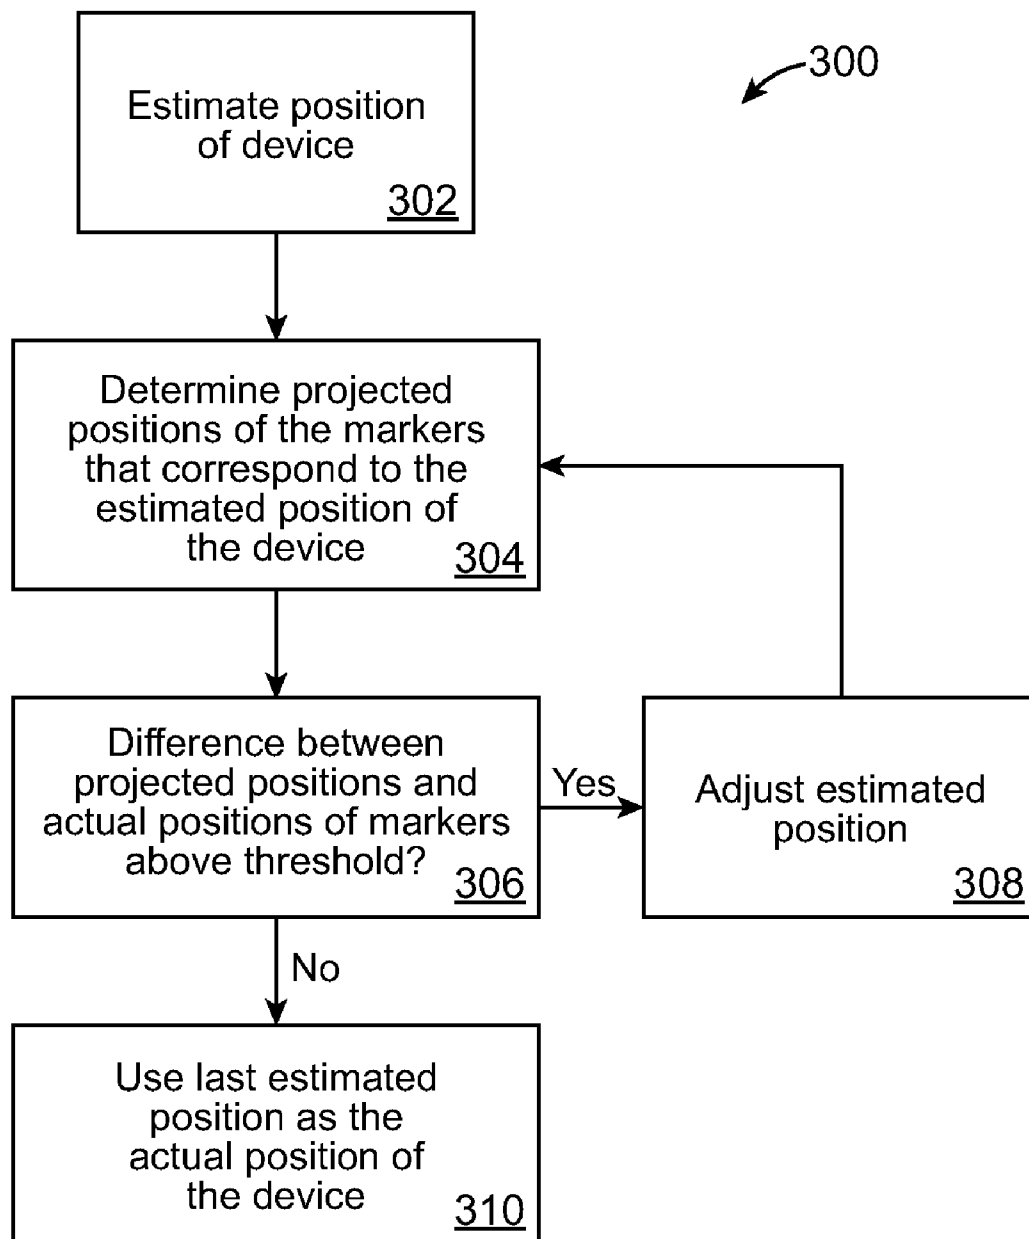 300
Estimate position
of device
302
Determine projected
positions of the markers
that correspond to the
estimated position of
the device
304
Difference between
projected positions and
actual positions of markers
above threshold?
306
Yes
Adjust estimated
position
308
No
Use last estimated
position as the
actual position of
the device
310